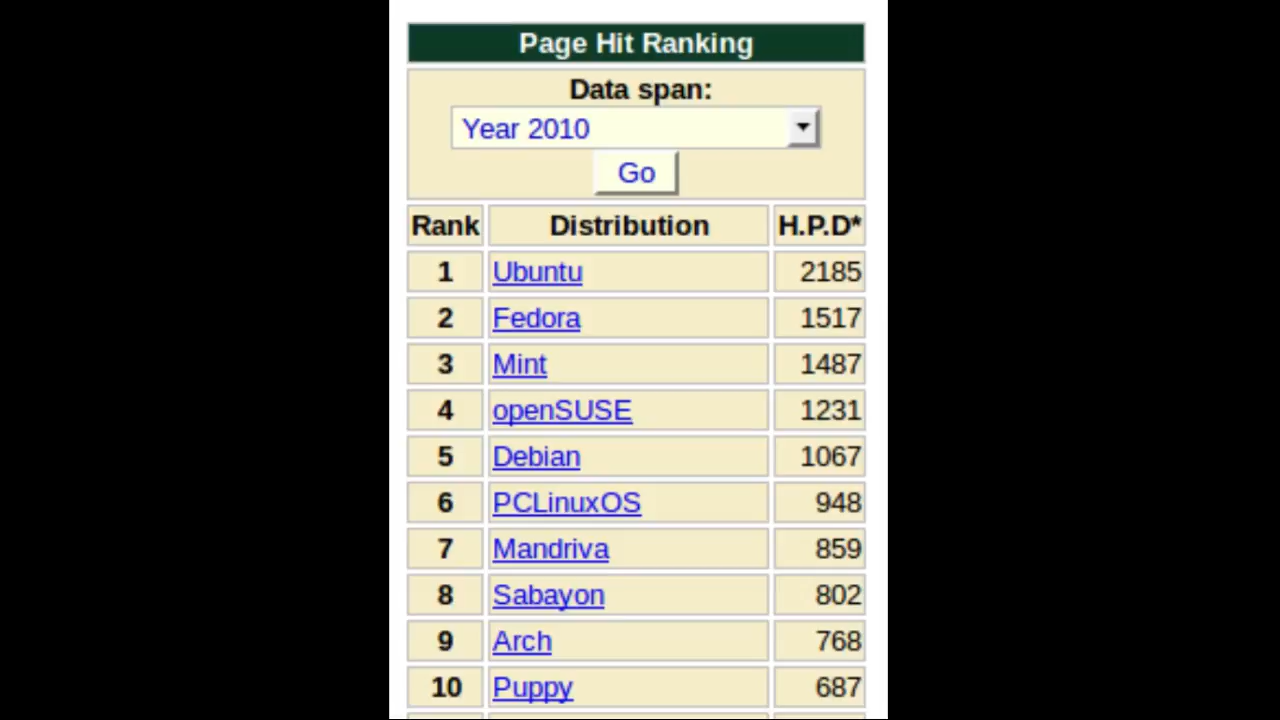 Page Hit Ranking
Data span:
Year 2010
Go
Rank Distribution H.P.D*
1 Ubuntu 2185
2 Fedora 1517
3 Mint 1487
4 openSUSE 1231
5 Debian 1067
6 PCLinuxOS 948
7 Mandriva 859
8 Sabayon 802
9 Arch 768
10 Puppy 687